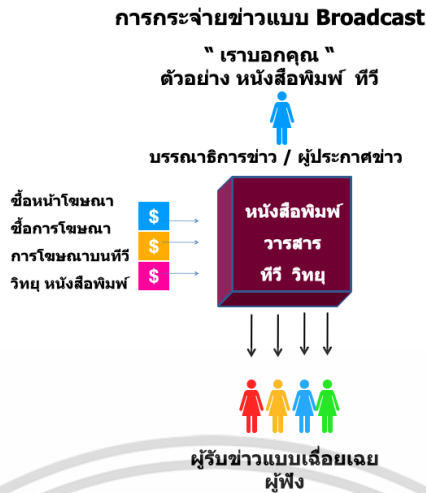 การกระจ่ายข่าวแบบ Broadcast
“ เราบอกคุณ “
ตัวอย่าง หนังสือพิมพ์ ทีวี
บรรณาธิการข่าว / ผู้ประกาศข่าว
ซื้อหน้าโฆษณา
ซื้อการโฆษณา
การโฆษณาบนทีวี
วิทยุ หนังสือพิมพ์
$
$
$
หนังสือพิมพ์
วารสาร
ทีวี วิทยุ
ผู้รับข่าวแบบเฉื่อยเฉย
ผู้ฟัง